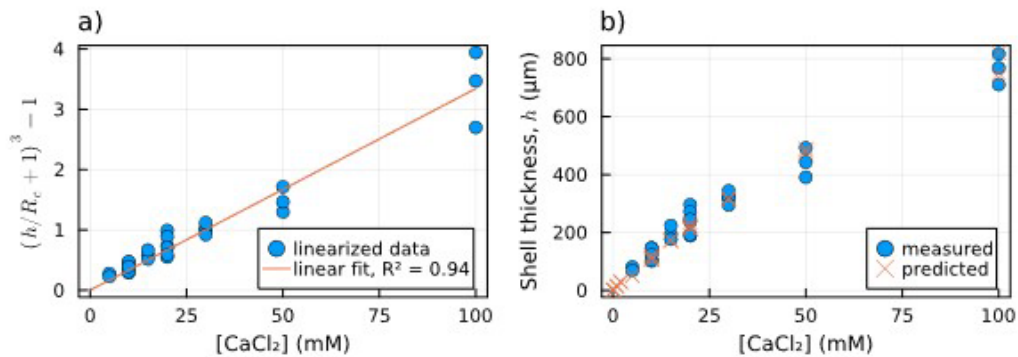 a)
(h/R_c + 1)^3 − 1
4
3
2
1
0
0 25 50 75 100
[CaCl₂] (mM)
linearized data
linear fit, R² = 0.94
b)
Shell thickness, h (μm)
800
600
400
200
0
0 25 50 75 100
[CaCl₂] (mM)
measured
predicted